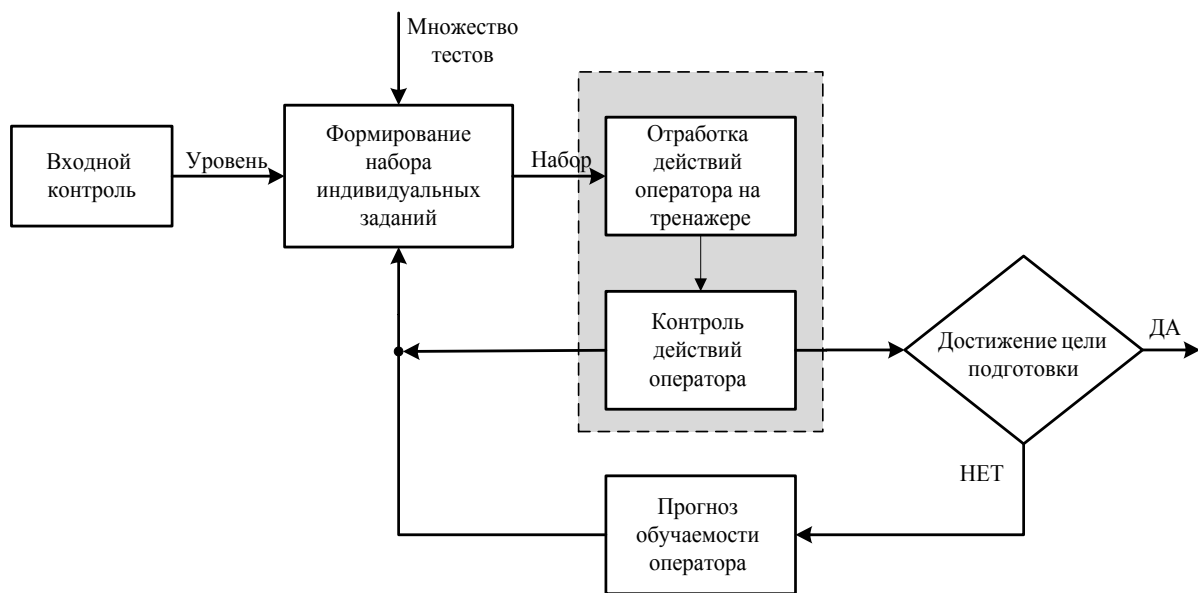 Множество
тестов
Входной
контроль
Уровень
Формирование
набора
индивидуальных
заданий
Набор
Отработка
действий
оператора на
тренажере
Контроль
действий
оператора
Достижение цели
подготовки
ДА
НЕТ
Прогноз
обучаемости
оператора